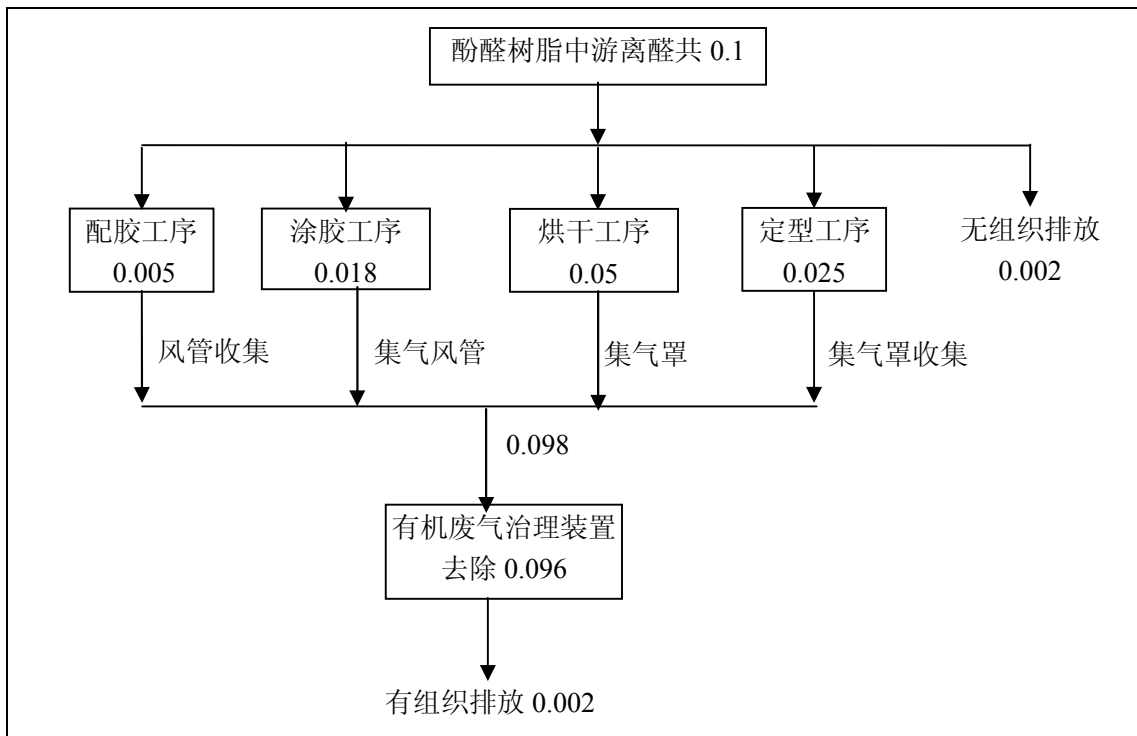 酚醛树脂中游离醛共 0.1
配胶工序
0.005
涂胶工序
0.018
烘干工序
0.05
定型工序
0.025
无组织排放
0.002
风管收集
集气风管
集气罩
集气罩收集
0.098
有机废气治理装置
去除 0.096
有组织排放 0.002